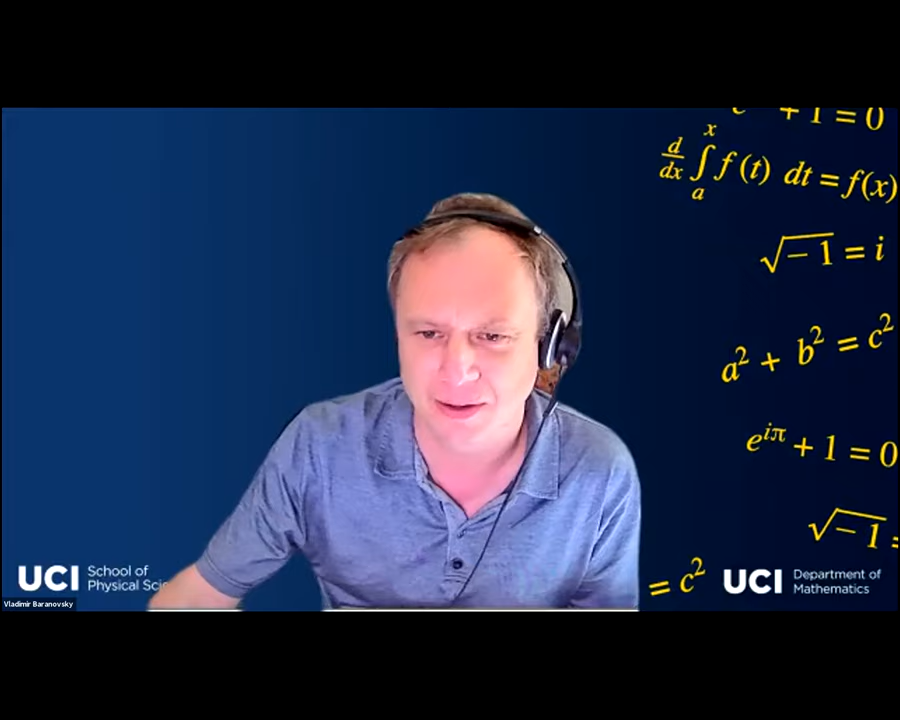 + 1 = 0
d/dx ∫ₐˣ f(t) dt = f(x)
√−1 = i
a² + b² = c²
e^{iπ} + 1 = 0
√−1 =
= c²
UCI School of
Physical Sci
UCI Department of
Mathematics
Vladimir Baranovsky